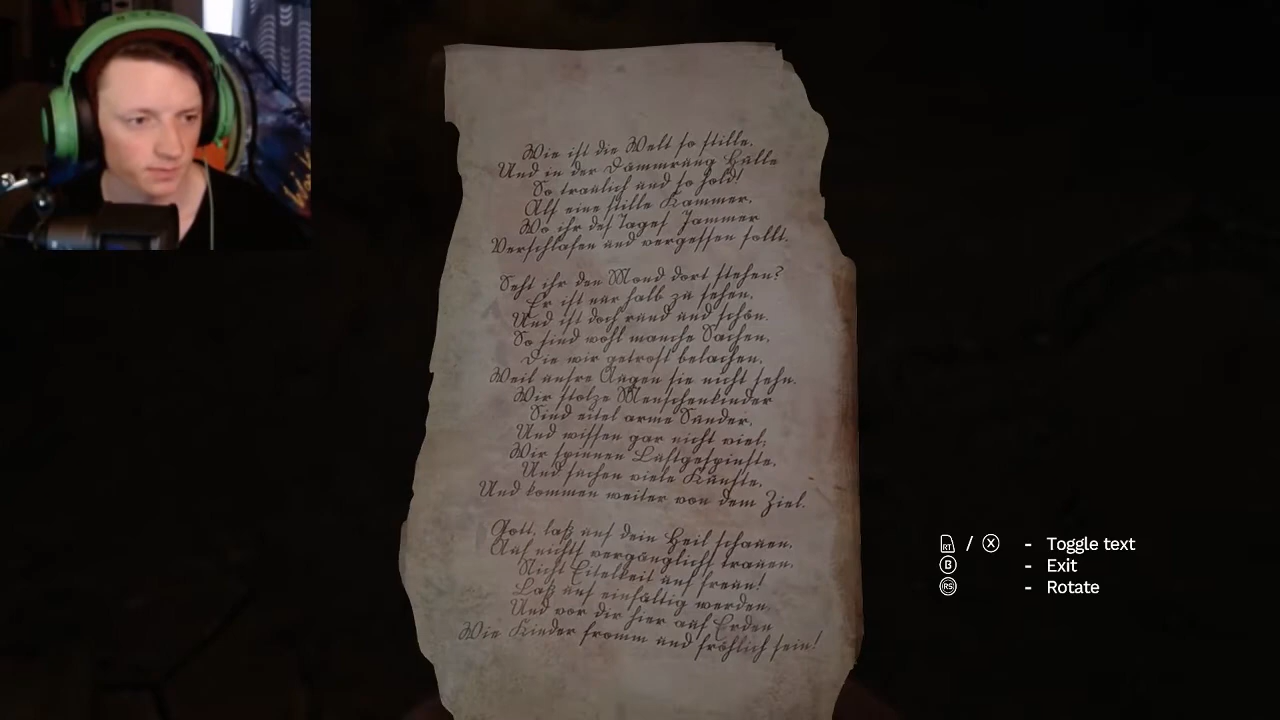 Wie ist die Welt so stille,
Und in der Dämmrung Hülle
So traulich und so hold!
Als eine stille Kammer,
Wo ihr des Tages Jammer
Verschlafen und vergessen sollt.
Seht ihr den Mond dort stehen?
Er ist nur halb zu sehen,
Und ist doch rund und schön.
So sind wohl manche Sachen,
Die wir getrost belachen,
Weil unsre Augen sie nicht sehn.
Wir stolze Menschenkinder
Sind eitel arme Sünder,
Und wissen gar nicht viel;
Wir spinnen Luftgespinste,
Und suchen viele Künste,
Und kommen weiter von dem Ziel.
Gott, laß uns dein Heil schauen,
Auf nichts vergänglichs trauen,
Nicht Eitelkeit uns freun!
Laß uns einfältig werden,
Und vor dir hier auf Erden
Wie Kinder fromm und fröhlich sein!
RT / X - Toggle text
B - Exit
RS - Rotate